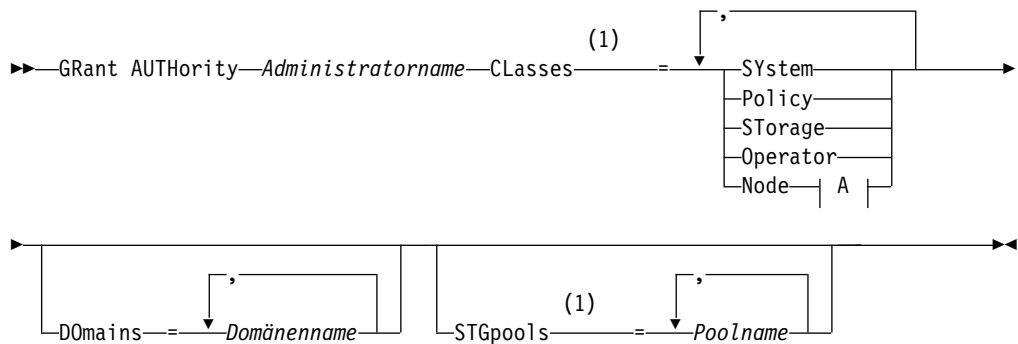 ,
(1)
GRant AUTHority Administratorname CLasses = SYstem
Policy
STorage
Operator
Node A
, ,
(1)
DOmains = Domänenname STGpools = Poolname